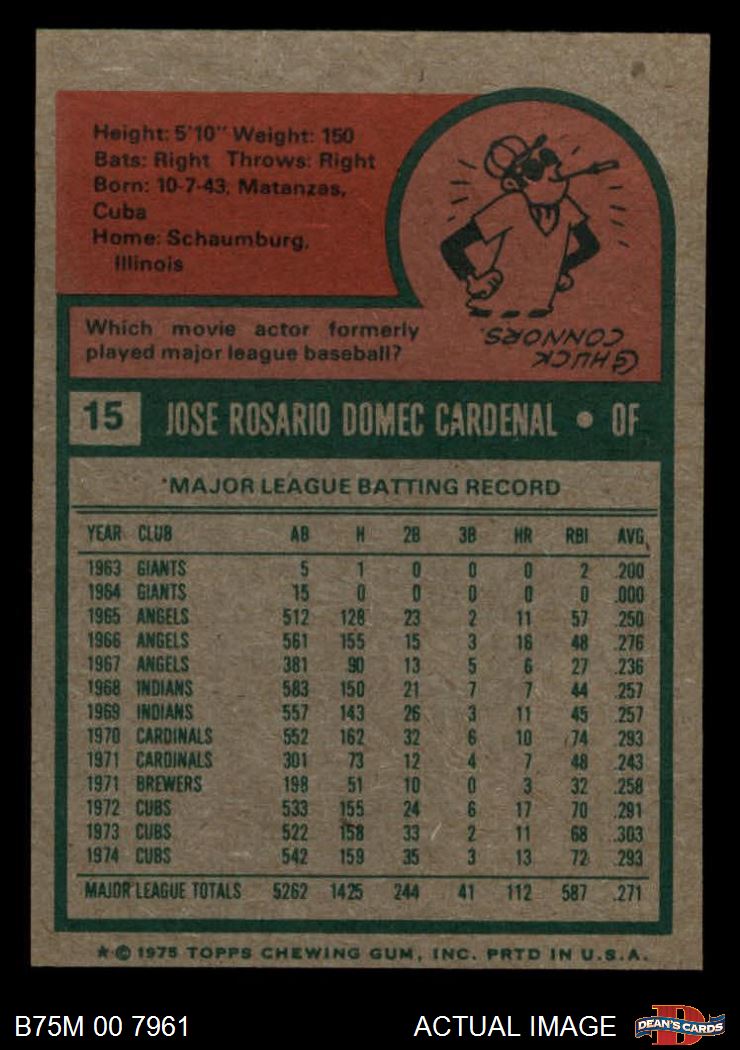 Height: 5'10" Weight: 150
Bats: Right Throws: Right
Born: 10-7-43, Matanzas,
Cuba
Home: Schaumburg,
Illinois
Which movie actor formerly
played major league baseball?
CHUCK
CONNORS.
15 JOSE ROSARIO DOMEC CARDENAL • OF
MAJOR LEAGUE BATTING RECORD
YEAR CLUB AB H 2B 3B HR RBI AVG.
1963 GIANTS 5 1 0 0 0 2 .200
1964 GIANTS 15 0 0 0 0 0 .000
1965 ANGELS 512 128 23 2 11 57 .250
1966 ANGELS 561 155 15 3 16 48 .276
1967 ANGELS 381 90 13 5 6 27 .236
1968 INDIANS 583 150 21 7 7 44 .257
1969 INDIANS 557 143 26 3 11 45 .257
1970 CARDINALS 552 162 32 6 10 74 .293
1971 CARDINALS 301 73 12 4 7 48 .243
1971 BREWERS 198 51 10 0 3 32 .258
1972 CUBS 533 155 24 6 17 70 .291
1973 CUBS 522 158 33 2 11 68 .303
1974 CUBS 542 159 35 3 13 72 .293
MAJOR LEAGUE TOTALS 5262 1425 244 41 112 587 .271
* © 1975 TOPPS CHEWING GUM, INC. PRTD IN U.S.A.
B75M 00 7961 ACTUAL IMAGE
D
DEAN'S CARDS